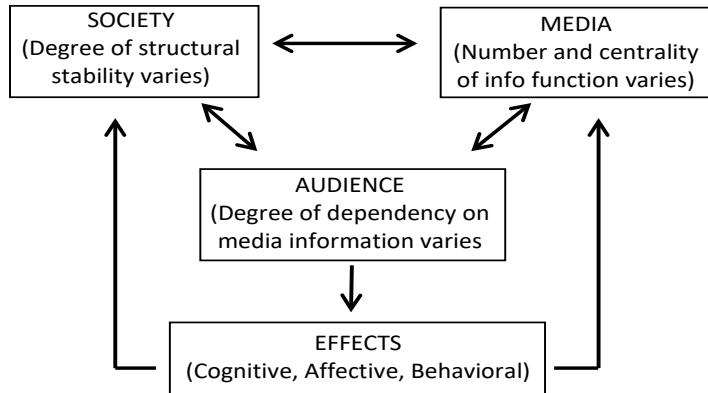 SOCIETY
(Degree of structural
stability varies)
MEDIA
(Number and centrality
of info function varies)
AUDIENCE
(Degree of dependency on
media information varies
EFFECTS
(Cognitive, Affective, Behavioral)